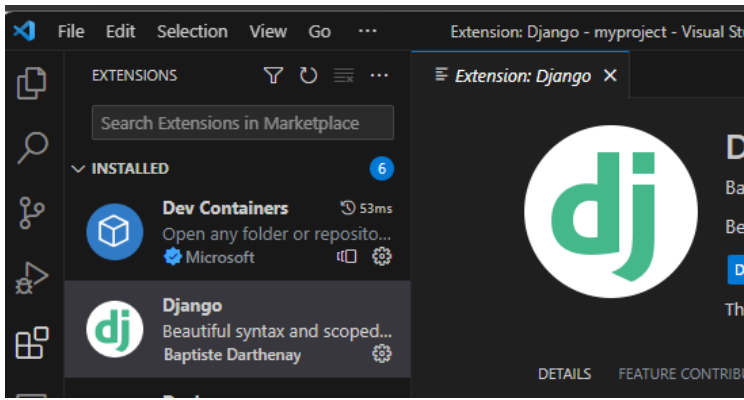 File Edit Selection View Go ··· Extension: Django - myproject - Visual
EXTENSIONS ···
Extension: Django
Search Extensions in Marketplace
INSTALLED 6
Dev Containers 53ms
Open any folder or reposito...
Microsoft
Django
Beautiful syntax and scoped...
Baptiste Darthenay
dj
dj
DETAILS FEATURE